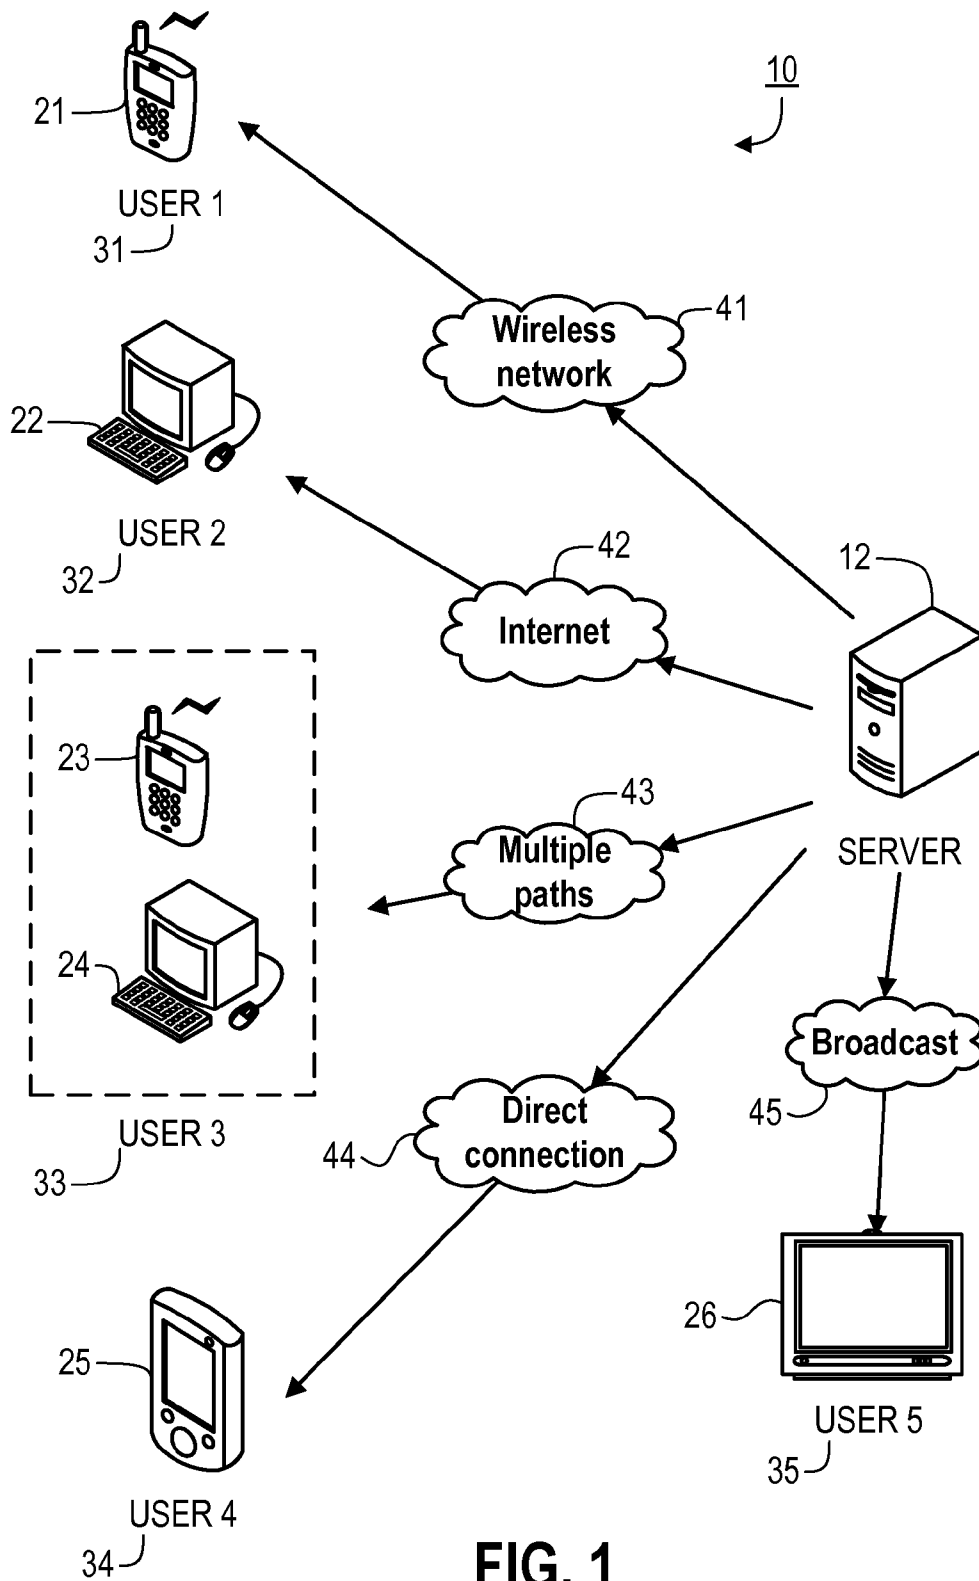 10
21
USER 1
31
41
Wireless
network
22
USER 2
32
42
Internet
12
23
43
Multiple
paths
SERVER
24
Broadcast
45
USER 3
33
44
Direct
connection
26
25
USER 5
35
USER 4
34
FIG. 1